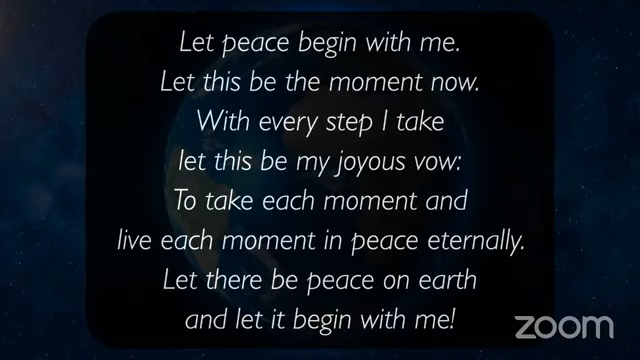 Let peace begin with me.
Let this be the moment now.
With every step I take
let this be my joyous vow:
To take each moment and
live each moment in peace eternally.
Let there be peace on earth
and let it begin with me!
zoom